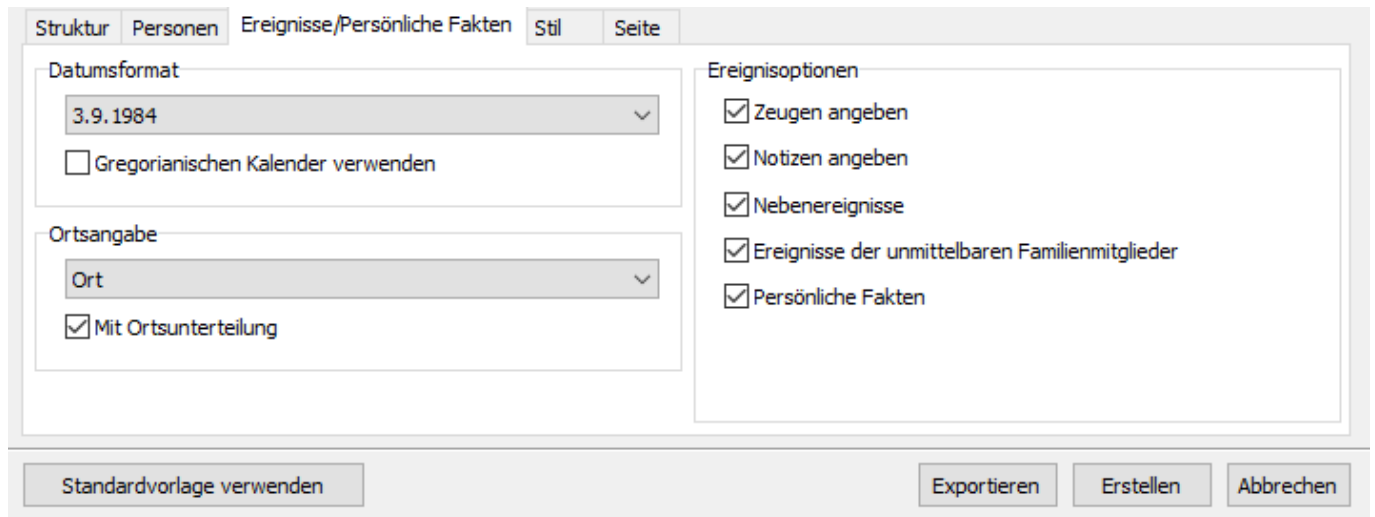 Struktur Personen Ereignisse/Persönliche Fakten Stil Seite
Datumsformat
3.9.1984
Gregorianischen Kalender verwenden
Ortsangabe
Ort
Mit Ortsunterteilung
Ereignisoptionen
Zeugen angeben
Notizen angeben
Nebenereignisse
Ereignisse der unmittelbaren Familienmitglieder
Persönliche Fakten
Standardvorlage verwenden Exportieren Erstellen Abbrechen